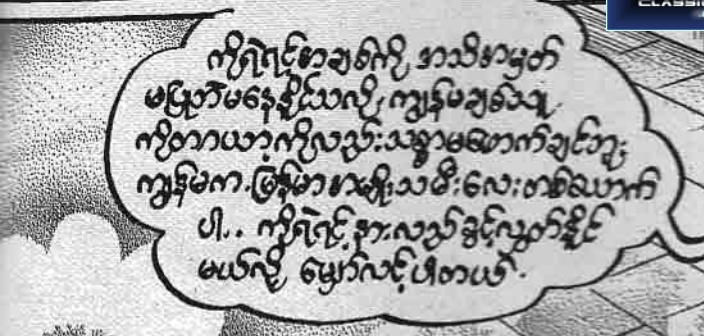 CLASSIC
ကိုရဲရင့်အချစ်ကို အသိအမှတ်
မပြုဘဲမနေနိုင်သလို ကျွန်မချစ်သူ
ကိုတာယာ့ကိုလည်းသစ္စာမဖောက်ချင်ဘူး
ကျွန်မက.မြန်မာအမျိုးသမီးလေးတစ်ယောက်
ပါ.. ကိုရဲရင့်နားလည်ခွင့်လွှတ်နိုင်
မယ်လို့ မျှော်လင့်ပါတယ်.